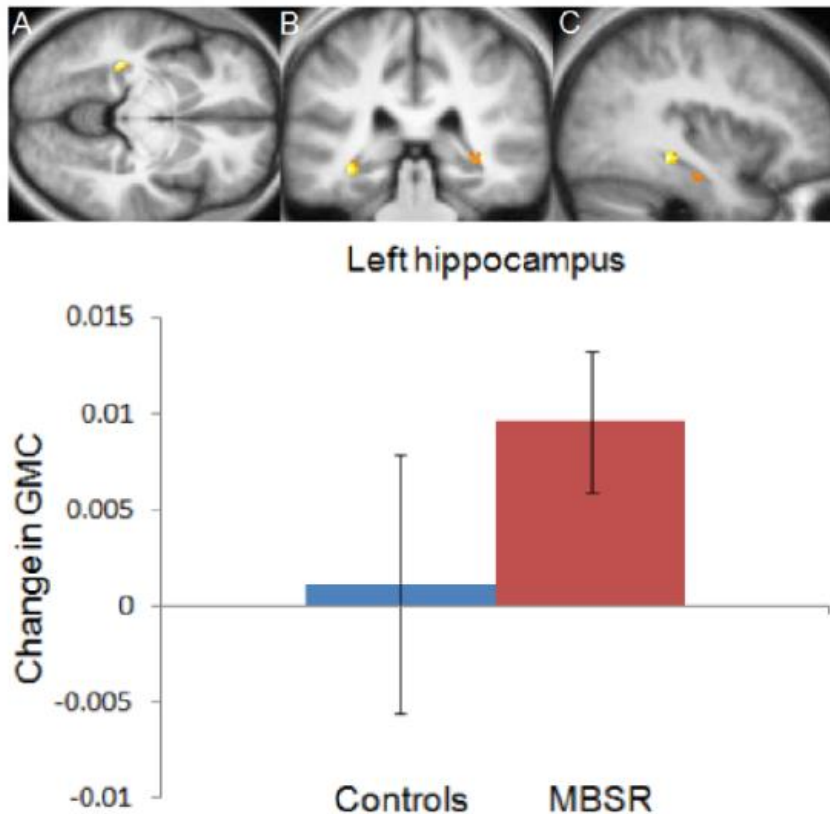 A B C
Left hippocampus
0.015
0.01
0.005
0
-0.005
-0.01
Change in GMC
Controls MBSR